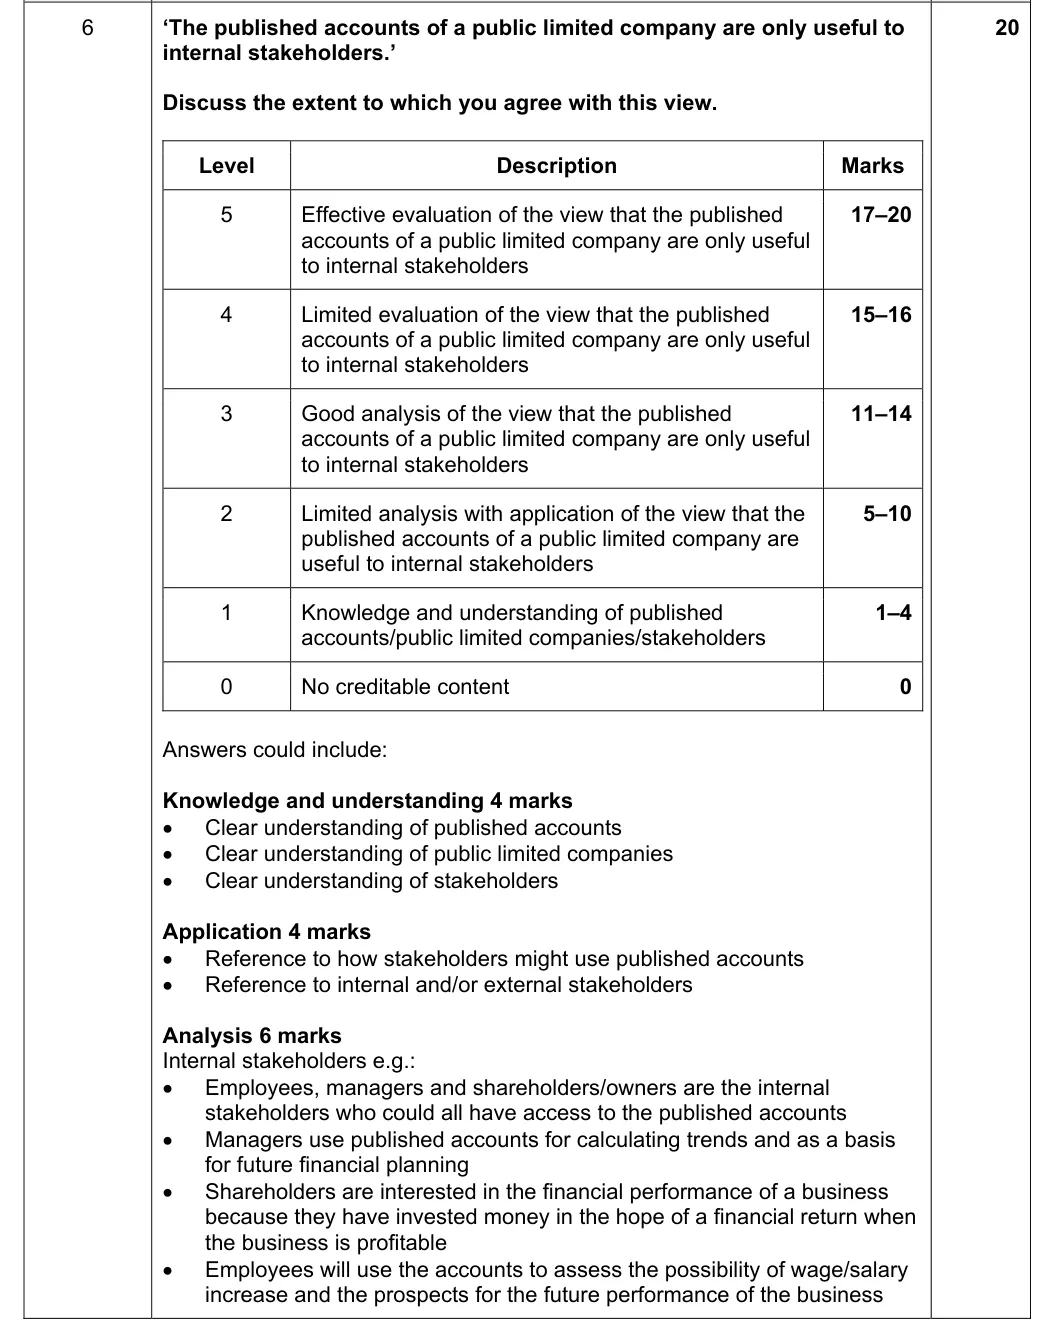 6
‘The published accounts of a public limited company are only useful to
internal stakeholders.’
20
Discuss the extent to which you agree with this view.
Level Description Marks
5 Effective evaluation of the view that the published 17–20
accounts of a public limited company are only useful
to internal stakeholders
4 Limited evaluation of the view that the published 15–16
accounts of a public limited company are only useful
to internal stakeholders
3 Good analysis of the view that the published 11–14
accounts of a public limited company are only useful
to internal stakeholders
2 Limited analysis with application of the view that the 5–10
published accounts of a public limited company are
useful to internal stakeholders
1 Knowledge and understanding of published 1–4
accounts/public limited companies/stakeholders
0 No creditable content 0
Answers could include:
Knowledge and understanding 4 marks
• Clear understanding of published accounts
• Clear understanding of public limited companies
• Clear understanding of stakeholders
Application 4 marks
• Reference to how stakeholders might use published accounts
• Reference to internal and/or external stakeholders
Analysis 6 marks
Internal stakeholders e.g.:
• Employees, managers and shareholders/owners are the internal
stakeholders who could all have access to the published accounts
• Managers use published accounts for calculating trends and as a basis
for future financial planning
• Shareholders are interested in the financial performance of a business
because they have invested money in the hope of a financial return when
the business is profitable
• Employees will use the accounts to assess the possibility of wage/salary
increase and the prospects for the future performance of the business